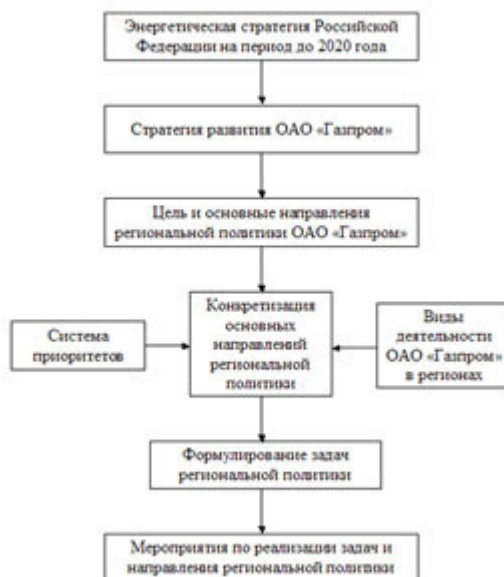 Энергетическая стратегия Российской
Федерации на период до 2020 года
Стратегия развития ОАО «Газпром»
Цель и основные направления
региональной политики ОАО «Газпром»
Система
приоритетов
Конкретизация
основных
направлений
региональной
политики
Виды
деятельности
ОАО «Газпром»
в регионах
Формулирование задач
региональной политики
Мероприятия по реализации задач и
направления региональной политики